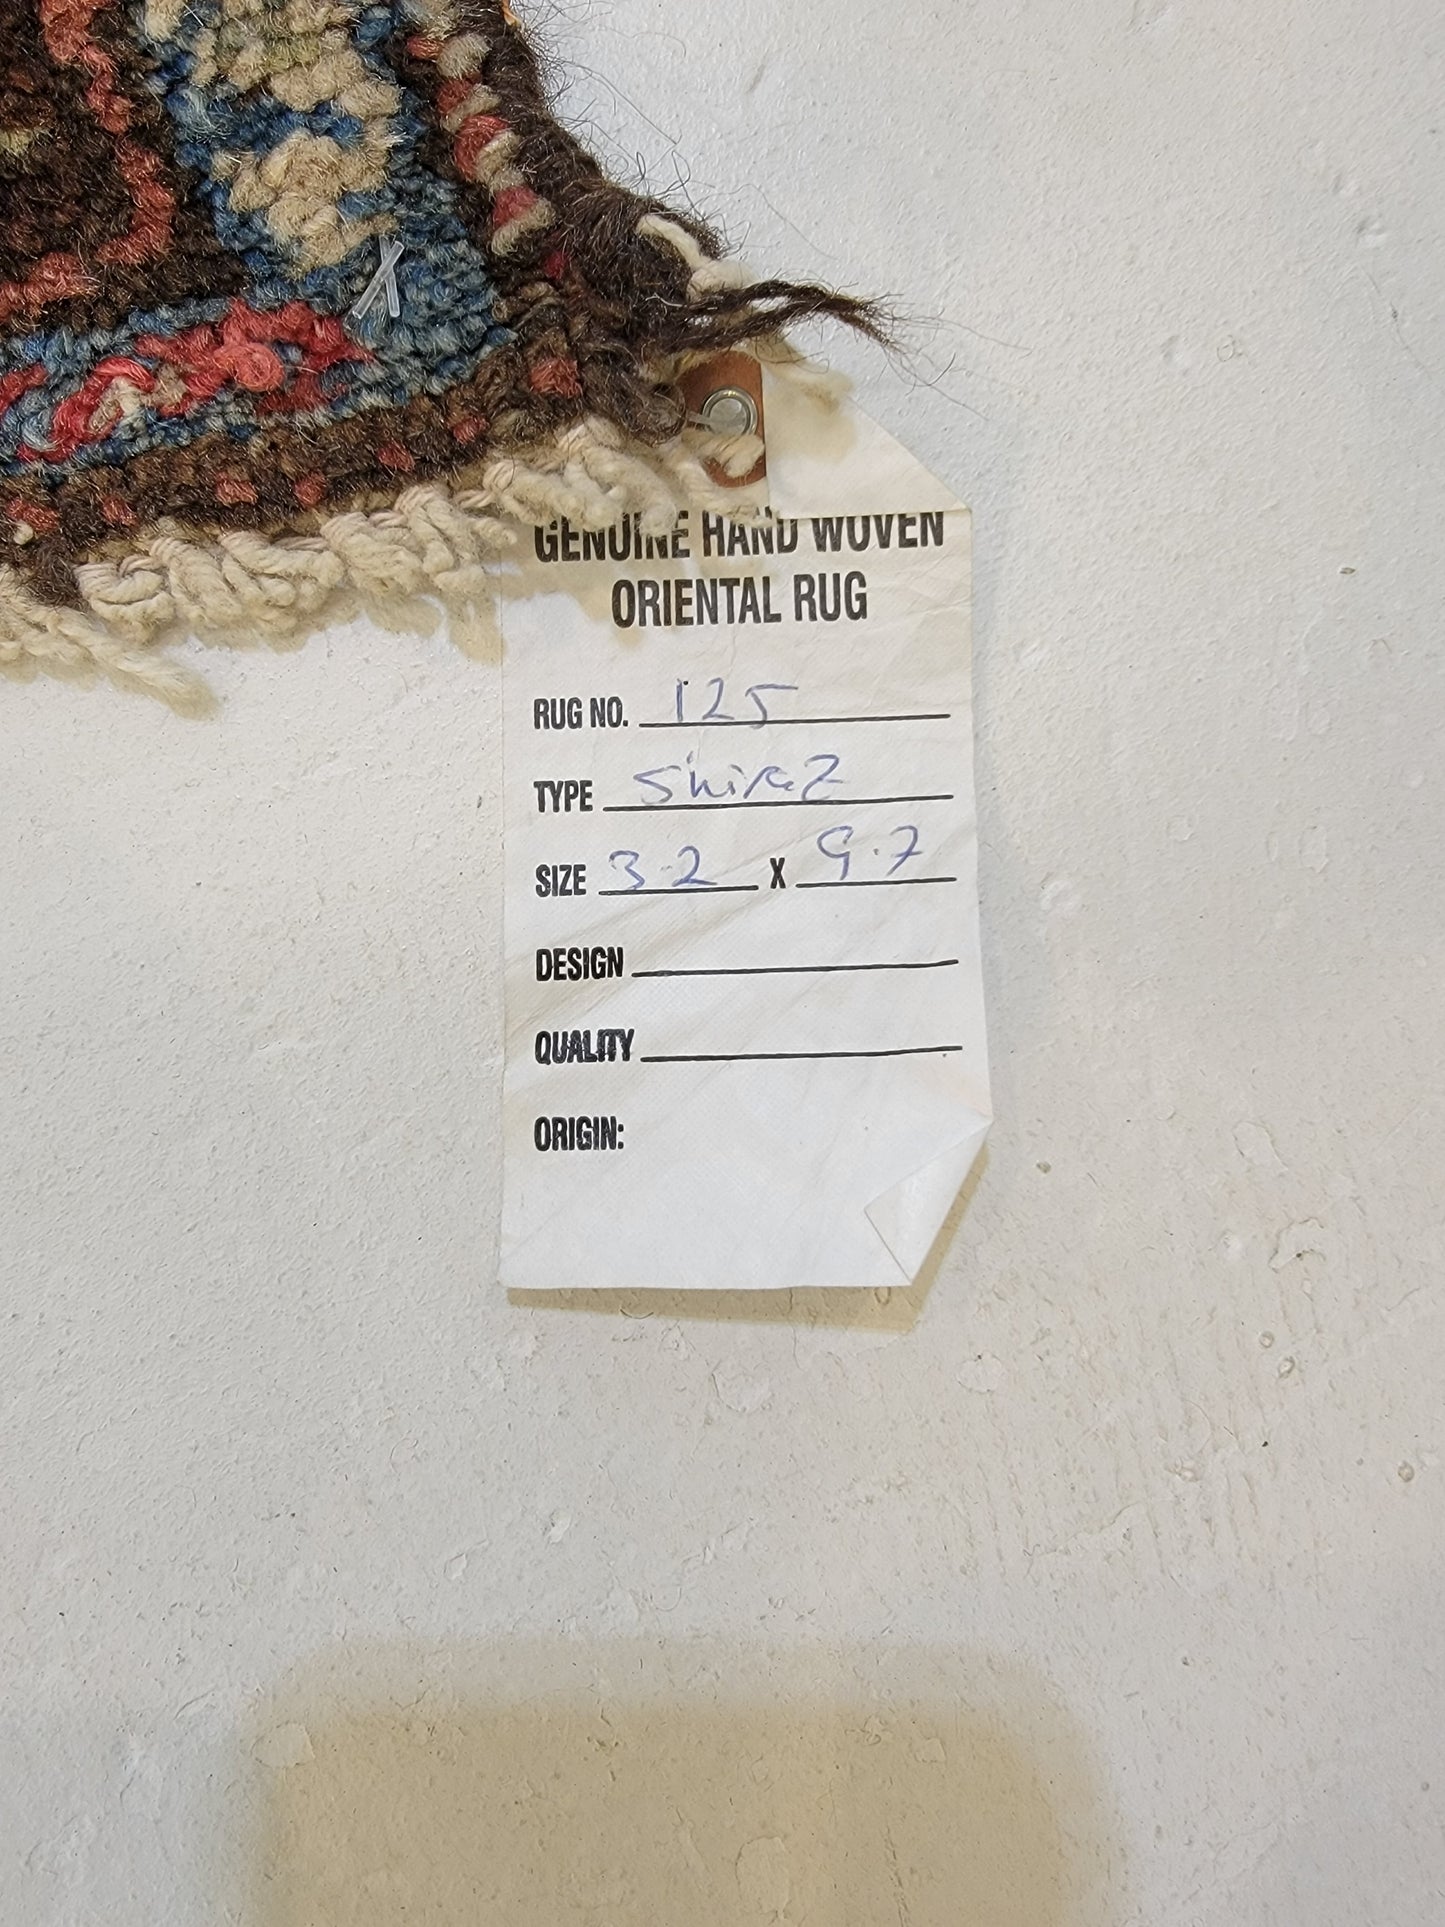 GENUINE HAND WOVEN
ORIENTAL RUG
RUG NO. 125
TYPE Shiraz
SIZE 3.2 X 9.7
DESIGN
QUALITY
ORIGIN: